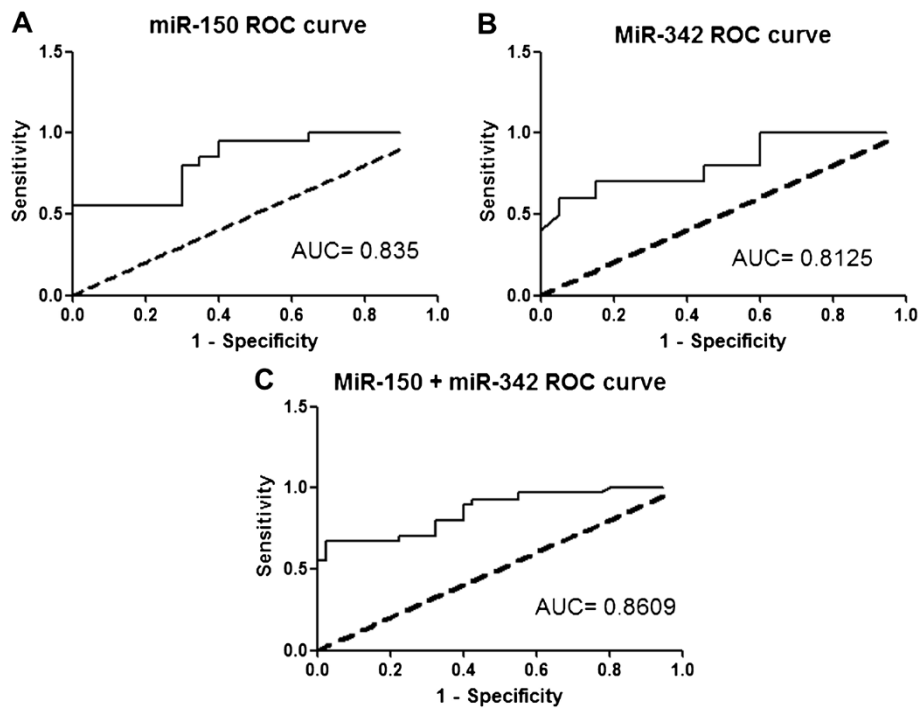 A
miR-150 ROC curve
1.5
1.0
0.5
0.0
Sensitivity
AUC= 0.835
0.0 0.2 0.4 0.6 0.8 1.0
1 - Specificity
B
MiR-342 ROC curve
1.5
1.0
0.5
0.0
Sensitivity
AUC= 0.8125
0.0 0.2 0.4 0.6 0.8 1.0
1 - Specificity
C
MiR-150 + miR-342 ROC curve
1.5
1.0
0.5
0.0
Sensitivity
AUC= 0.8609
0.0 0.2 0.4 0.6 0.8 1.0
1 - Specificity